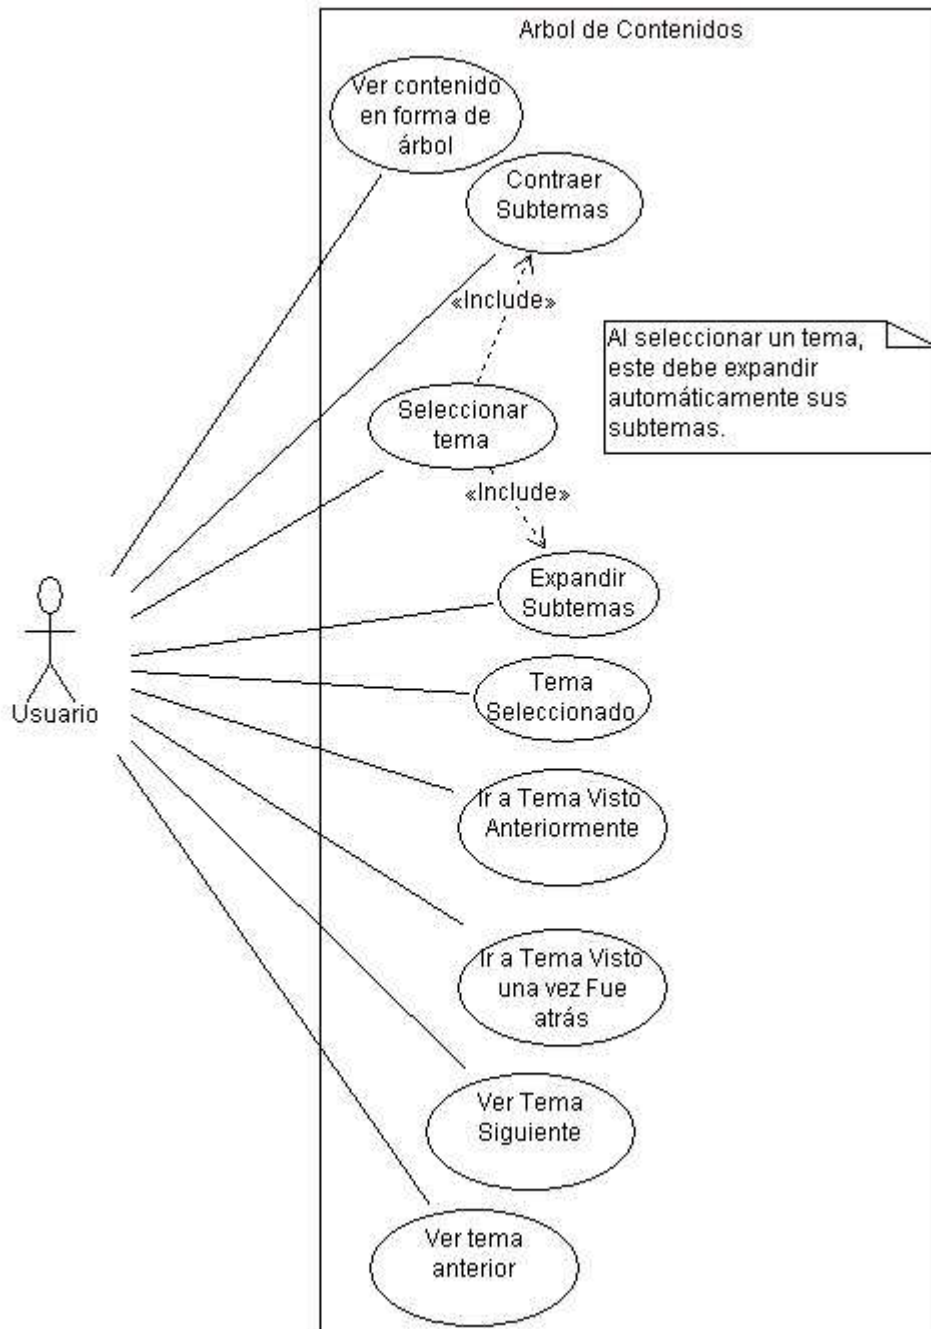 Arbol de Contenidos
Ver contenido
en forma de
árbol
Contraer
Subtemas
«Include»
Al seleccionar un tema,
este debe expandir
automáticamente sus
subtemas.
Seleccionar
tema
«Include»
Expandir
Subtemas
Tema
Seleccionado
Usuario
Ir a Tema Visto
Anteriormente
Ir a Tema Visto
una vez Fue
atrás
Ver Tema
Siguiente
Ver tema
anterior